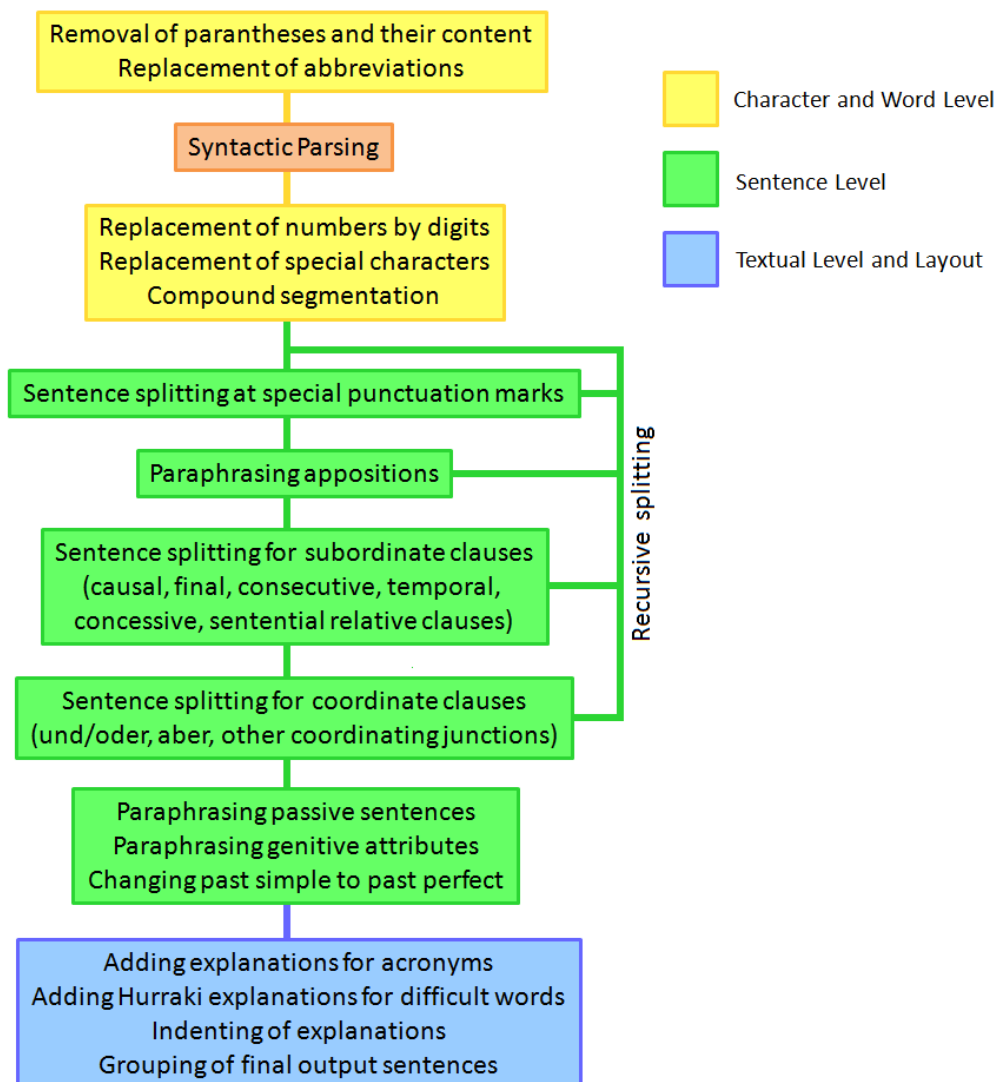 Removal of parantheses and their content
Replacement of abbreviations
Syntactic Parsing
Replacement of numbers by digits
Replacement of special characters
Compound segmentation
Sentence splitting at special punctuation marks
Paraphrasing appositions
Sentence splitting for subordinate clauses
(causal, final, consecutive, temporal,
concessive, sentential relative clauses)
Sentence splitting for coordinate clauses
(und/oder, aber, other coordinating junctions)
Recursive splitting
Paraphrasing passive sentences
Paraphrasing genitive attributes
Changing past simple to past perfect
Adding explanations for acronyms
Adding Hurraki explanations for difficult words
Indenting of explanations
Grouping of final output sentences
Character and Word Level
Sentence Level
Textual Level and Layout